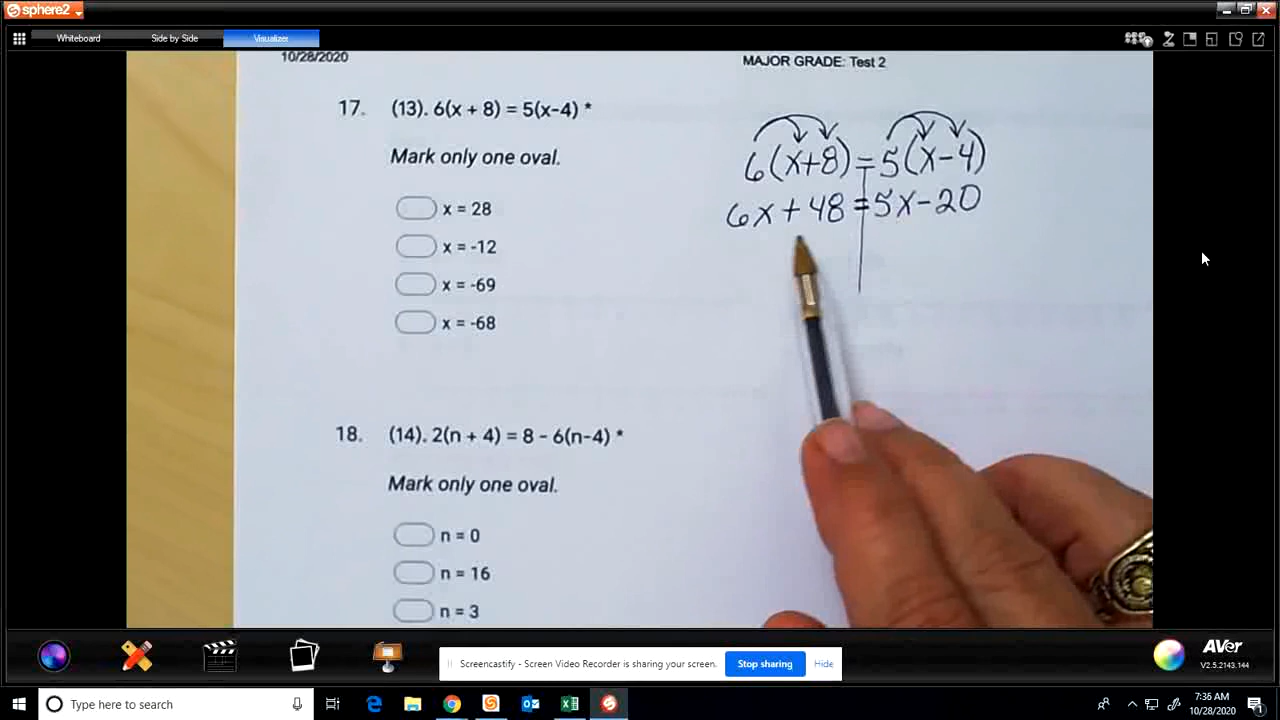 sphere2
Whiteboard
Side by Side
Visualizer
10/28/2020
MAJOR GRADE: Test 2
17. (13). 6(x + 8) = 5(x-4) *
Mark only one oval.
x = 28
x = -12
x = -69
x = -68
6(x+8)=5(x-4)
6x+48=5x-20
18. (14). 2(n + 4) = 8 - 6(n-4) *
Mark only one oval.
n = 0
n = 16
n = 3
Screencastify - Screen Video Recorder is sharing your screen.
Stop sharing
Hide
AVer
V2.5.2143.144
Type here to search
7:36 AM
10/28/2020